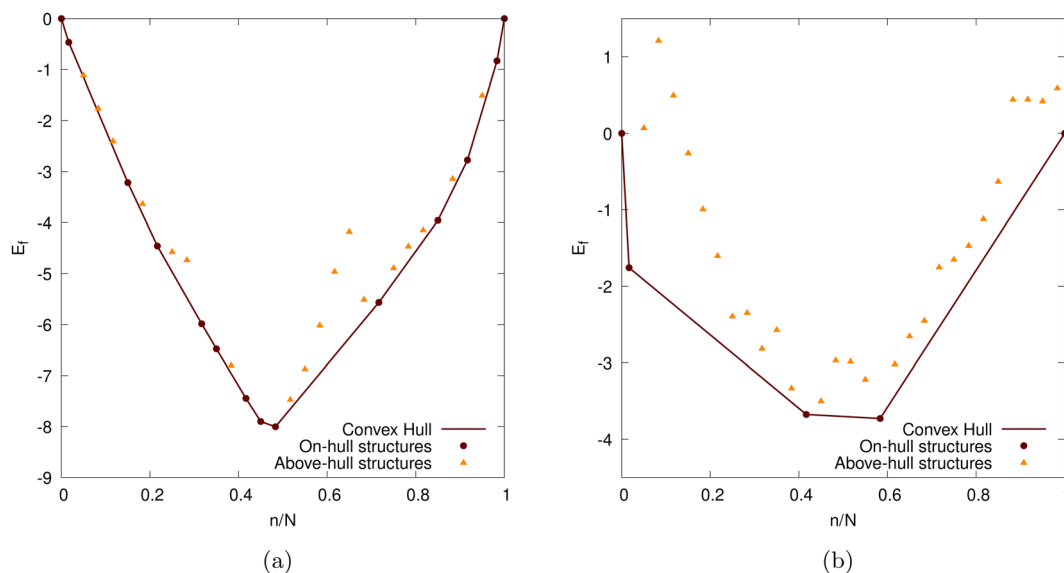 0
-1
-2
-3
-4
-5
-6
-7
-8
-9
E_f
0 0.2 0.4 0.6 0.8 1
n/N
Convex Hull
On-hull structures
Above-hull structures
(a)
1
0
-1
-2
-3
-4
E_f
0 0.2 0.4 0.6 0.8
n/N
Convex Hull
On-hull structures
Above-hull structures
(b)